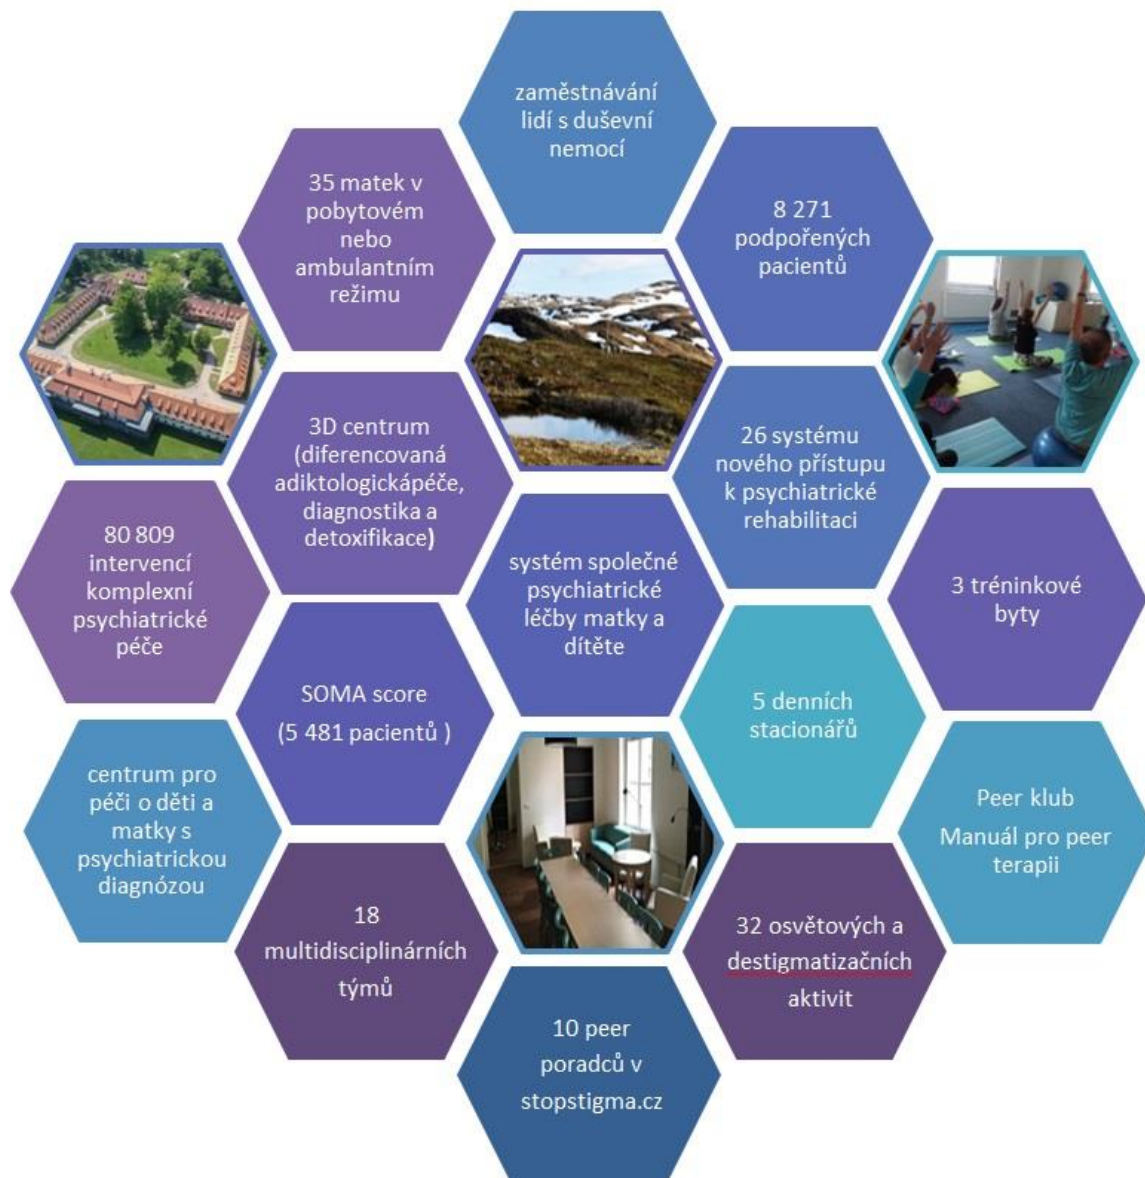 zaměstnávání
lidí s duševní
nemocí
35 matek v
pobytovém
nebo
ambulantním
režimu
8 271
podpořených
pacientů
3D centrum
(diferencovaná
adiktologickápéče,
diagnostika a
detoxifikace)
26 systému
nového přístupu
k psychiatrické
rehabilitaci
80 809
intervencí
komplexní
psychiatrické
péče
systém společné
psychiatrické
léčby matky a
dítěte
3 tréninkové
byty
SOMA score
(5 481 pacientů )
5 denních
stacionářů
centrum pro
péči o děti a
matky s
psychiatrickou
diagnózou
Peer klub
Manuál pro peer
terapii
18
multidisciplinárních
týmů
32 osvětových a
destigmatizačních
aktivit
10 peer
poradců v
stopstigma.cz